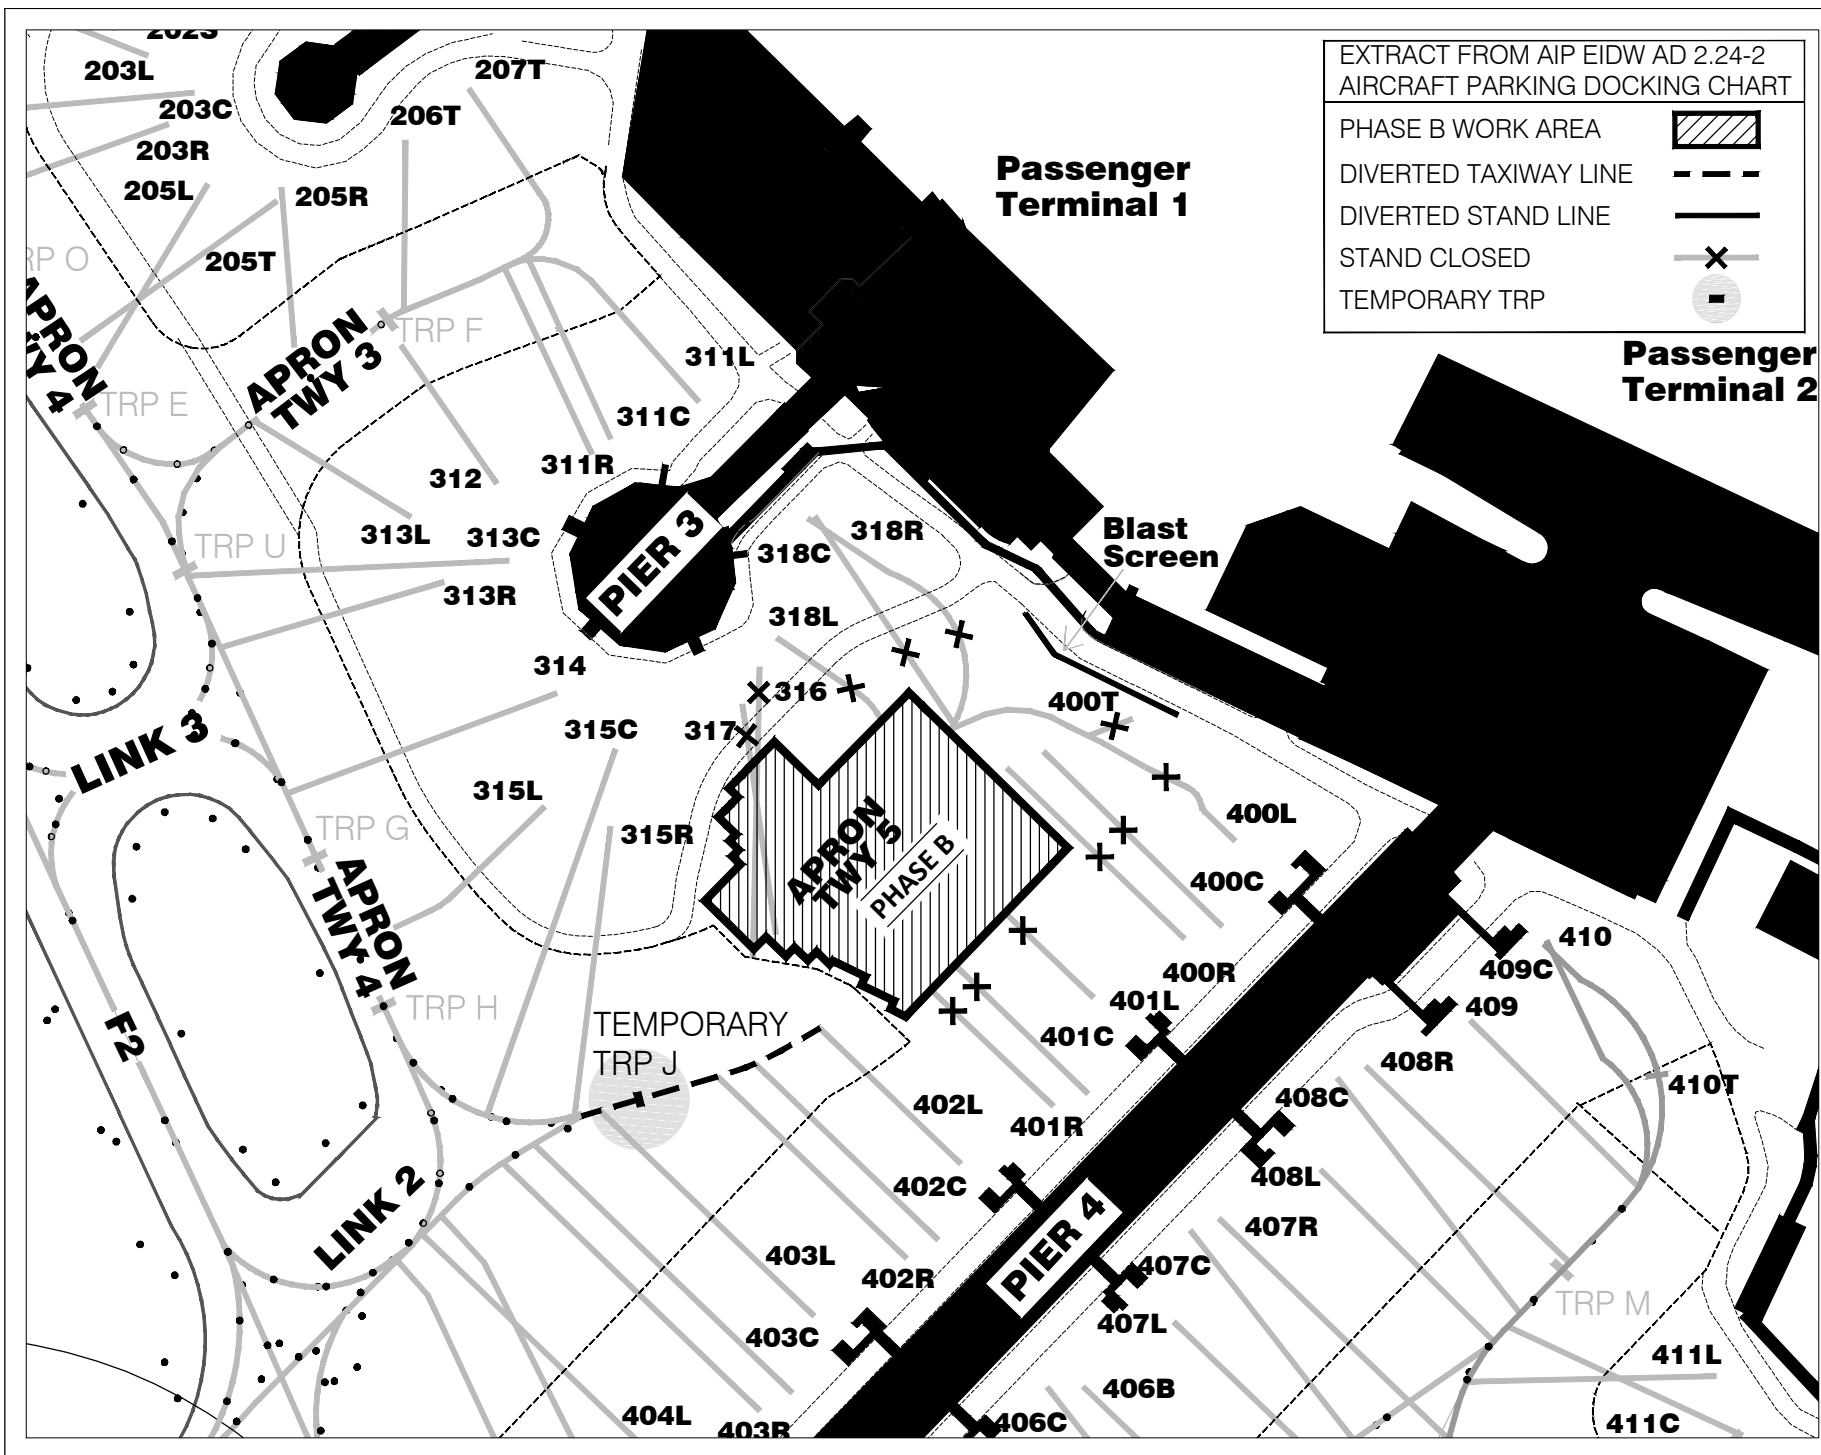 EXTRACT FROM AIP EIDW AD 2.24-2
AIRCRAFT PARKING DOCKING CHART
PHASE B WORK AREA
DIVERTED TAXIWAY LINE
DIVERTED STAND LINE
STAND CLOSED
TEMPORARY TRP
202S
203L
203C
203R
205L
205R
205T
206T
207T
Passenger
Terminal 1
Passenger
Terminal 2
RP O
APRON
TWY 4
TRP E
APRON
TWY 3
TRP F
TRP U
311L
311C
311R
312
313L
313C
313R
314
PIER 3
318R
318C
318L
316
317
315C
315L
315R
Blast
Screen
400T
400L
400C
400R
401L
401C
401R
402L
402C
402R
403L
403C
403R
404L
APRON
TWY 5
PHASE B
LINK 3
TRP G
APRON
TWY 4
TRP H
F2
TEMPORARY
TRP J
LINK 2
PIER 4
410
409C
409
408R
410T
408C
408L
407R
407C
407L
406B
406C
TRP M
411L
411C